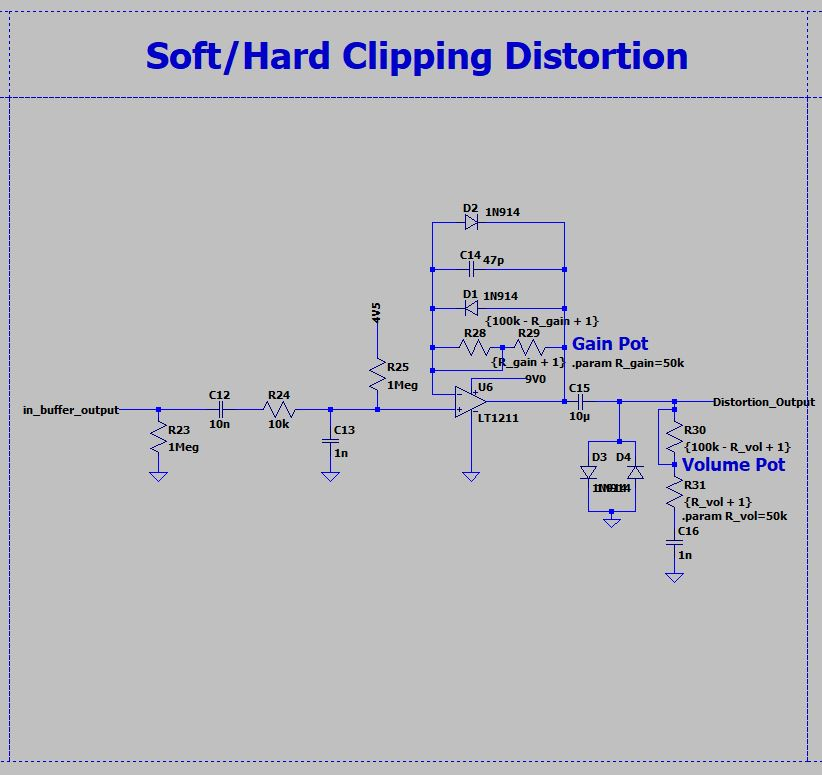 Soft/Hard Clipping Distortion
D2 1N914
C14 47p
D1 1N914
{100k - R_gain + 1}
R28 R29
Gain Pot
{R_gain + 1} .param R_gain=50k
4V5
R25
1Meg
9V0
U6
LT1211
C12
10n
R24
10k
in_buffer_output
R23
1Meg
C13
1n
C15
10µ
Distortion_Output
D3 D4
1N914 1N914
R30
{100k - R_vol + 1}
Volume Pot
R31
{R_vol + 1}
.param R_vol=50k
C16
1n